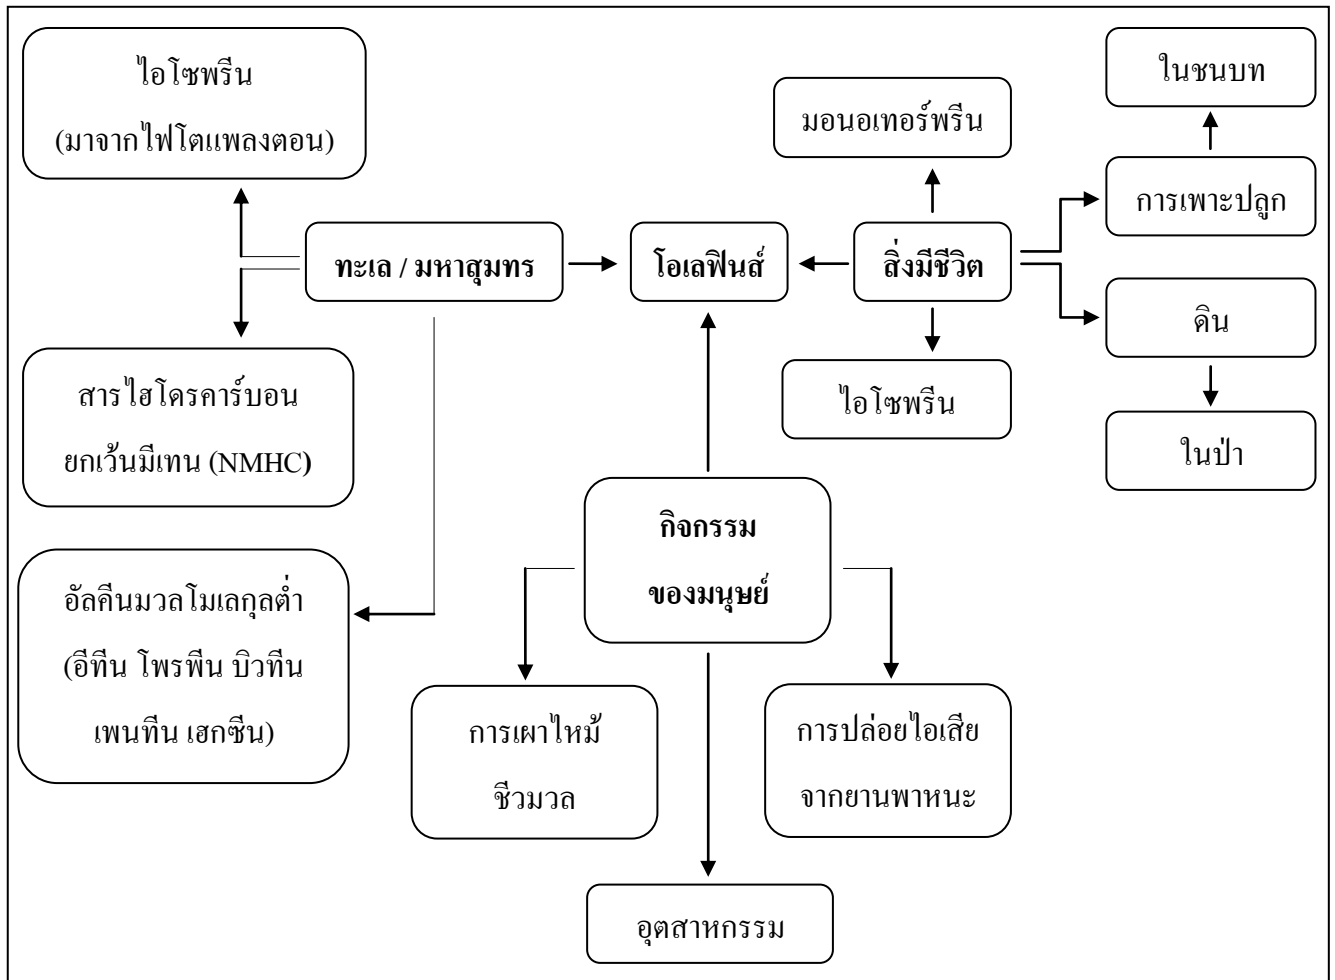 ไอโซพรีน
(มาจากไฟโตแพลงตอน)
มอนอเทอร์พรีน
ในชนบท
การเพาะปลูก
ทะเล / มหาสุมทร
โอเลฟินส์
สิ่งมีชีวิต
ดิน
ไอโซพรีน
ในป่า
สารไฮโดรคาร์บอน
ยกเว้นมีเทน (NMHC)
กิจกรรม
ของมนุษย์
อัลคีนมวลโมเลกุลต่ำ
(อีทีน โพรพีน บิวทีน
เพนทีน เฮกซีน)
การเผาไหม้
ชีวมวล
การปล่อยไอเสีย
จากยานพาหนะ
อุตสาหกรรม